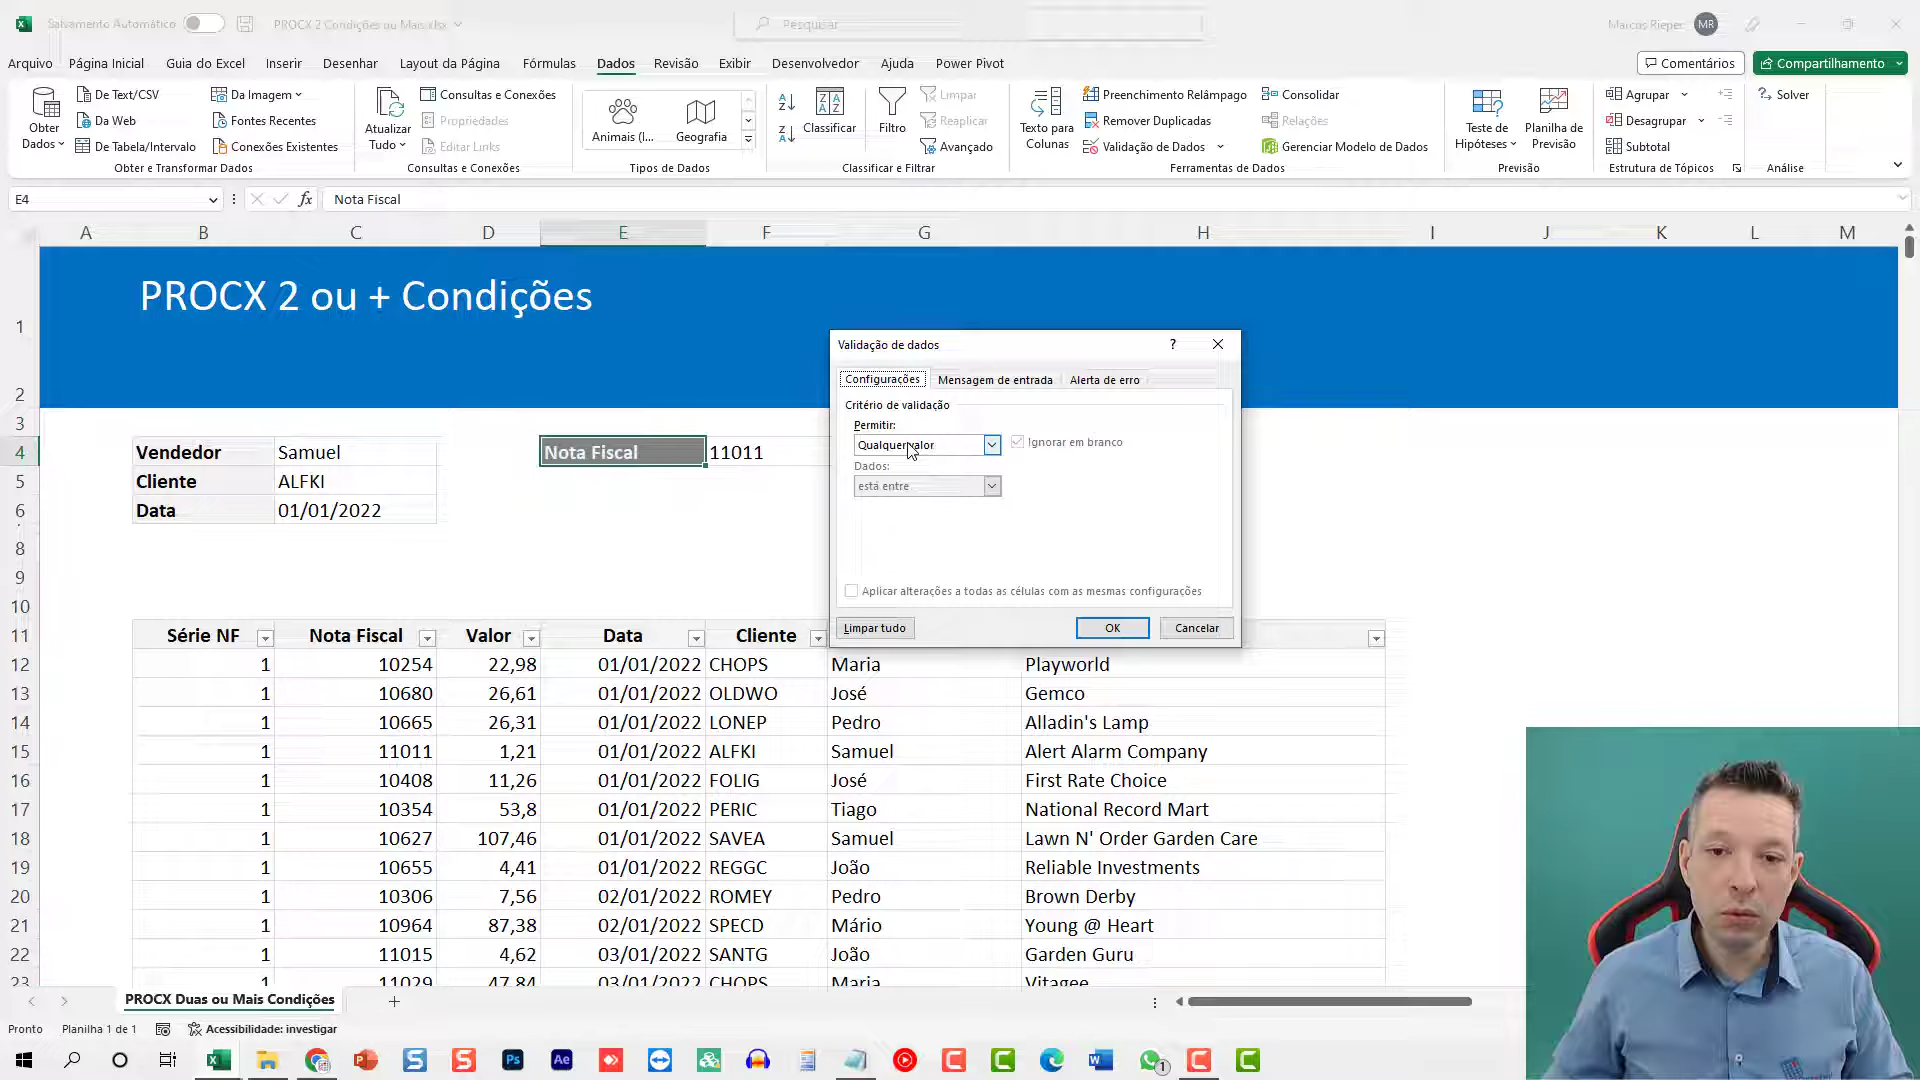 Salvamento Automático
PROCX 2 Condições ou Mais.xlsx
Pesquisar
Marcos Rieper MR
Arquivo Página Inicial Guia do Excel Inserir Desenhar Layout da Página Fórmulas Dados Revisão Exibir Desenvolvedor Ajuda Power Pivot
Comentários Compartilhamento
Obter Dados
De Text/CSV
Da Web
De Tabela/Intervalo
Da Imagem
Fontes Recentes
Conexões Existentes
Obter e Transformar Dados
Atualizar Tudo
Consultas e Conexões
Propriedades
Editar Links
Consultas e Conexões
Animais (I...
Geografia
Tipos de Dados
Classificar
Filtro
Limpar
Reaplicar
Avançado
Classificar e Filtrar
Texto para Colunas
Preenchimento Relâmpago
Remover Duplicadas
Validação de Dados
Consolidar
Relações
Gerenciar Modelo de Dados
Ferramentas de Dados
Teste de Hipóteses
Planilha de Previsão
Previsão
Agrupar
Desagrupar
Subtotal
Estrutura de Tópicos
Solver
Análise
E4 fx Nota Fiscal
A B C D E F G H I J K L M
1 PROCX 2 ou + Condições
2
3
4 Vendedor Samuel Nota Fiscal 11011
5 Cliente ALFKI
6 Data 01/01/2022
8
9
10
11 Série NF Nota Fiscal Valor Data Cliente
12 1 10254 22,98 01/01/2022 CHOPS Maria Playworld
13 1 10680 26,61 01/01/2022 OLDWO José Gemco
14 1 10665 26,31 01/01/2022 LONEP Pedro Alladin's Lamp
15 1 11011 1,21 01/01/2022 ALFKI Samuel Alert Alarm Company
16 1 10408 11,26 01/01/2022 FOLIG José First Rate Choice
17 1 10354 53,8 01/01/2022 PERIC Tiago National Record Mart
18 1 10627 107,46 01/01/2022 SAVEA Samuel Lawn N' Order Garden Care
19 1 10655 4,41 01/01/2022 REGGC João Reliable Investments
20 1 10306 7,56 02/01/2022 ROMEY Pedro Brown Derby
21 1 10964 87,38 02/01/2022 SPECD Mário Young @ Heart
22 1 11015 4,62 03/01/2022 SANTG João Garden Guru
23 1 11029 47,84 03/01/2022 CHOPS Maria Vitagee
Validação de dados ?
Configurações Mensagem de entrada Alerta de erro
Critério de validação
Permitir:
Qualquer valor Ignorar em branco
Dados:
está entre
Aplicar alterações a todas as células com as mesmas configurações
Limpar tudo OK Cancelar
PROCX Duas ou Mais Condições
Pronto Planilha 1 de 1 Acessibilidade: investigar